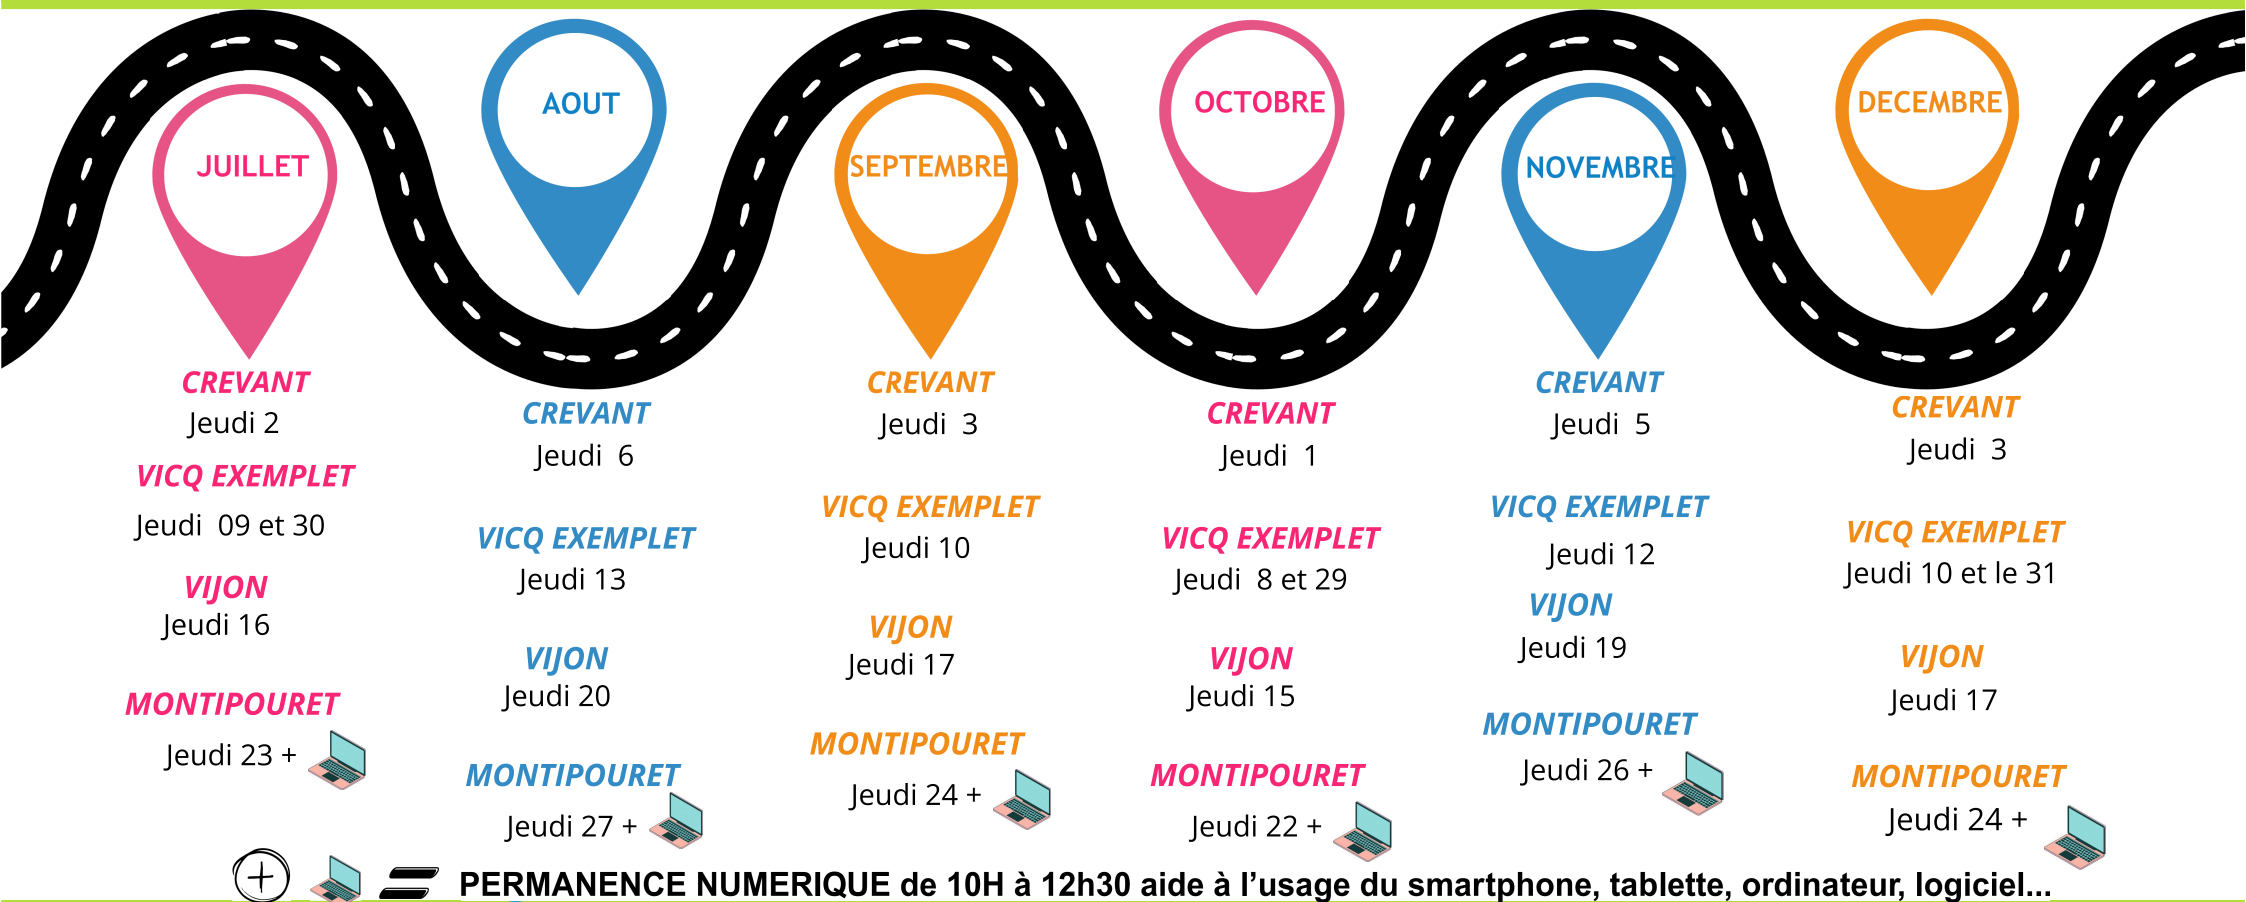 JUILLET
CREVANT
Jeudi 2
VICQ EXEMPLET
Jeudi 09 et 30
VIJON
Jeudi 16
MONTIPOURET
Jeudi 23 +
AOUT
CREVANT
Jeudi 6
VICQ EXEMPLET
Jeudi 13
VIJON
Jeudi 20
MONTIPOURET
Jeudi 27 +
SEPTEMBRE
CREVANT
Jeudi 3
VICQ EXEMPLET
Jeudi 10
VIJON
Jeudi 17
MONTIPOURET
Jeudi 24 +
OCTOBRE
CREVANT
Jeudi 1
VICQ EXEMPLET
Jeudi 8 et 29
VIJON
Jeudi 15
MONTIPOURET
Jeudi 22 +
NOVEMBRE
CREVANT
Jeudi 5
VICQ EXEMPLET
Jeudi 12
VIJON
Jeudi 19
MONTIPOURET
Jeudi 26 +
DECEMBRE
CREVANT
Jeudi 3
VICQ EXEMPLET
Jeudi 10 et le 31
VIJON
Jeudi 17
MONTIPOURET
Jeudi 24 +
+ = PERMANENCE NUMERIQUE de 10H à 12h30 aide à l’usage du smartphone, tablette, ordinateur, logiciel...